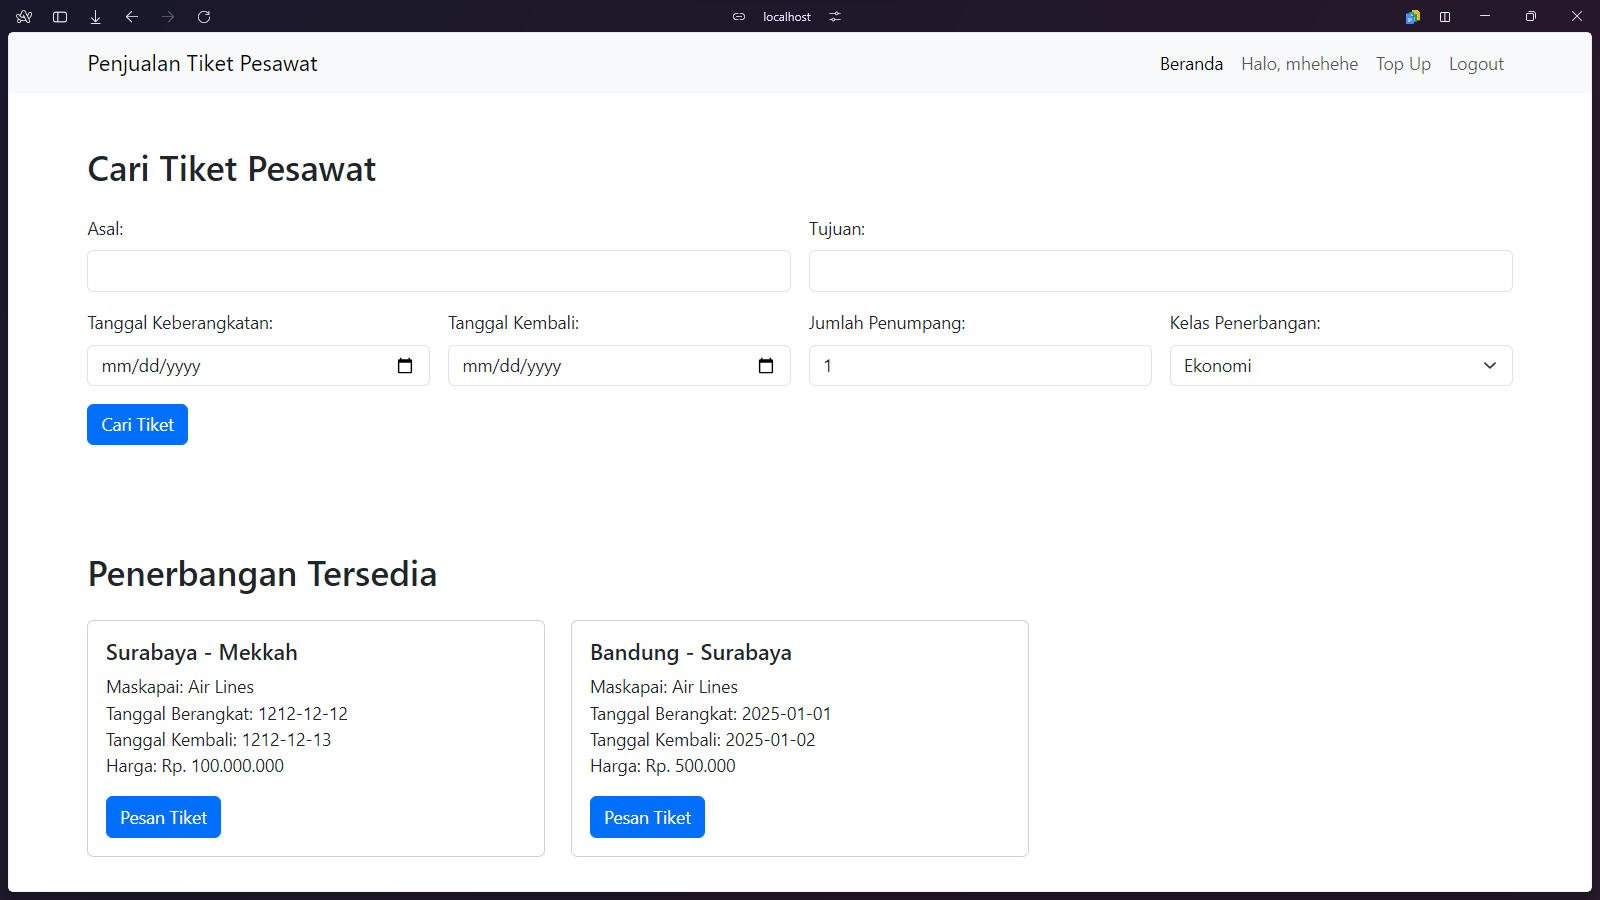 localhost
Penjualan Tiket Pesawat
Beranda Halo, mhehehe Top Up Logout
Cari Tiket Pesawat
Asal: Tujuan:
Tanggal Keberangkatan: Tanggal Kembali: Jumlah Penumpang: Kelas Penerbangan:
mm/dd/yyyy mm/dd/yyyy 1 Ekonomi
Cari Tiket
Penerbangan Tersedia
Surabaya - Mekkah
Maskapai: Air Lines
Tanggal Berangkat: 1212-12-12
Tanggal Kembali: 1212-12-13
Harga: Rp. 100.000.000
Pesan Tiket
Bandung - Surabaya
Maskapai: Air Lines
Tanggal Berangkat: 2025-01-01
Tanggal Kembali: 2025-01-02
Harga: Rp. 500.000
Pesan Tiket